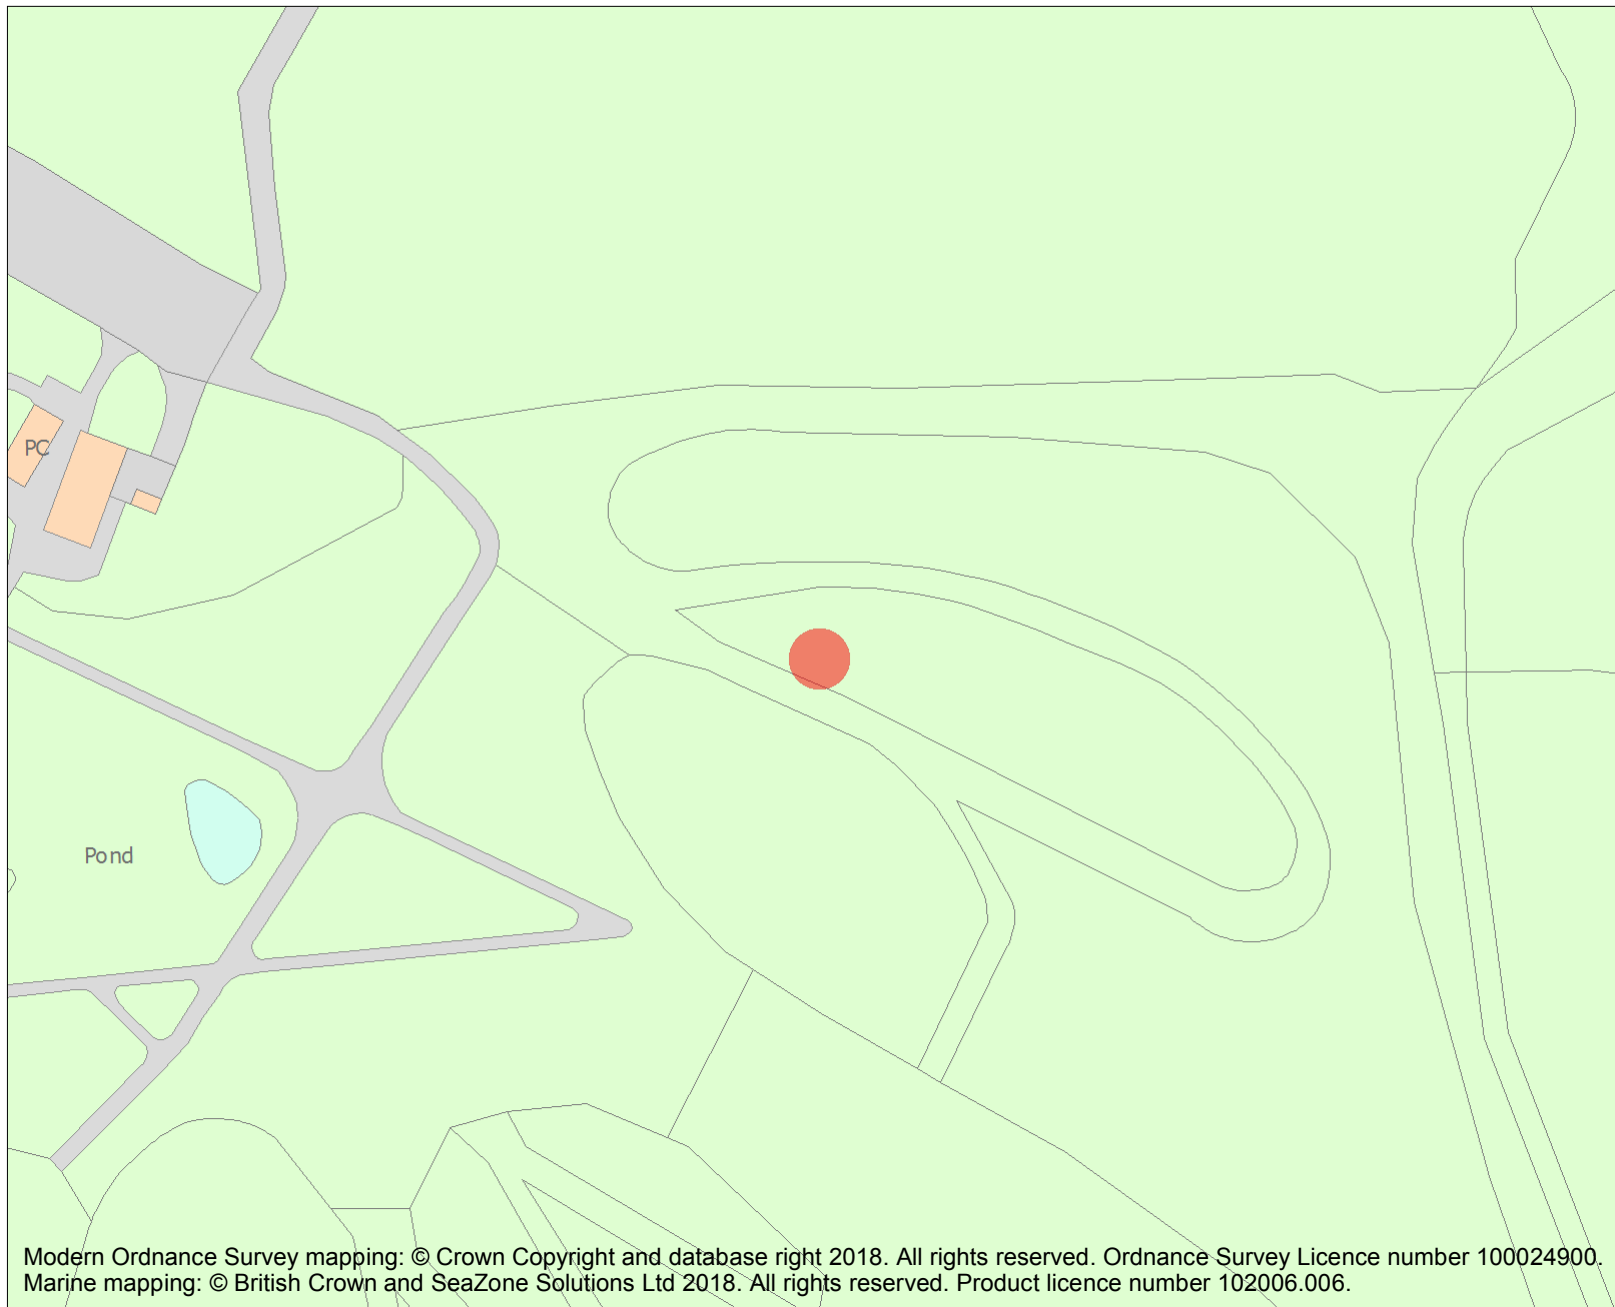 PC
Pond
Modern Ordnance Survey mapping: © Crown Copyright and database right 2018. All rights reserved. Ordnance Survey Licence number 100024900.
Marine mapping: © British Crown and SeaZone Solutions Ltd 2018. All rights reserved. Product licence number 102006.006.